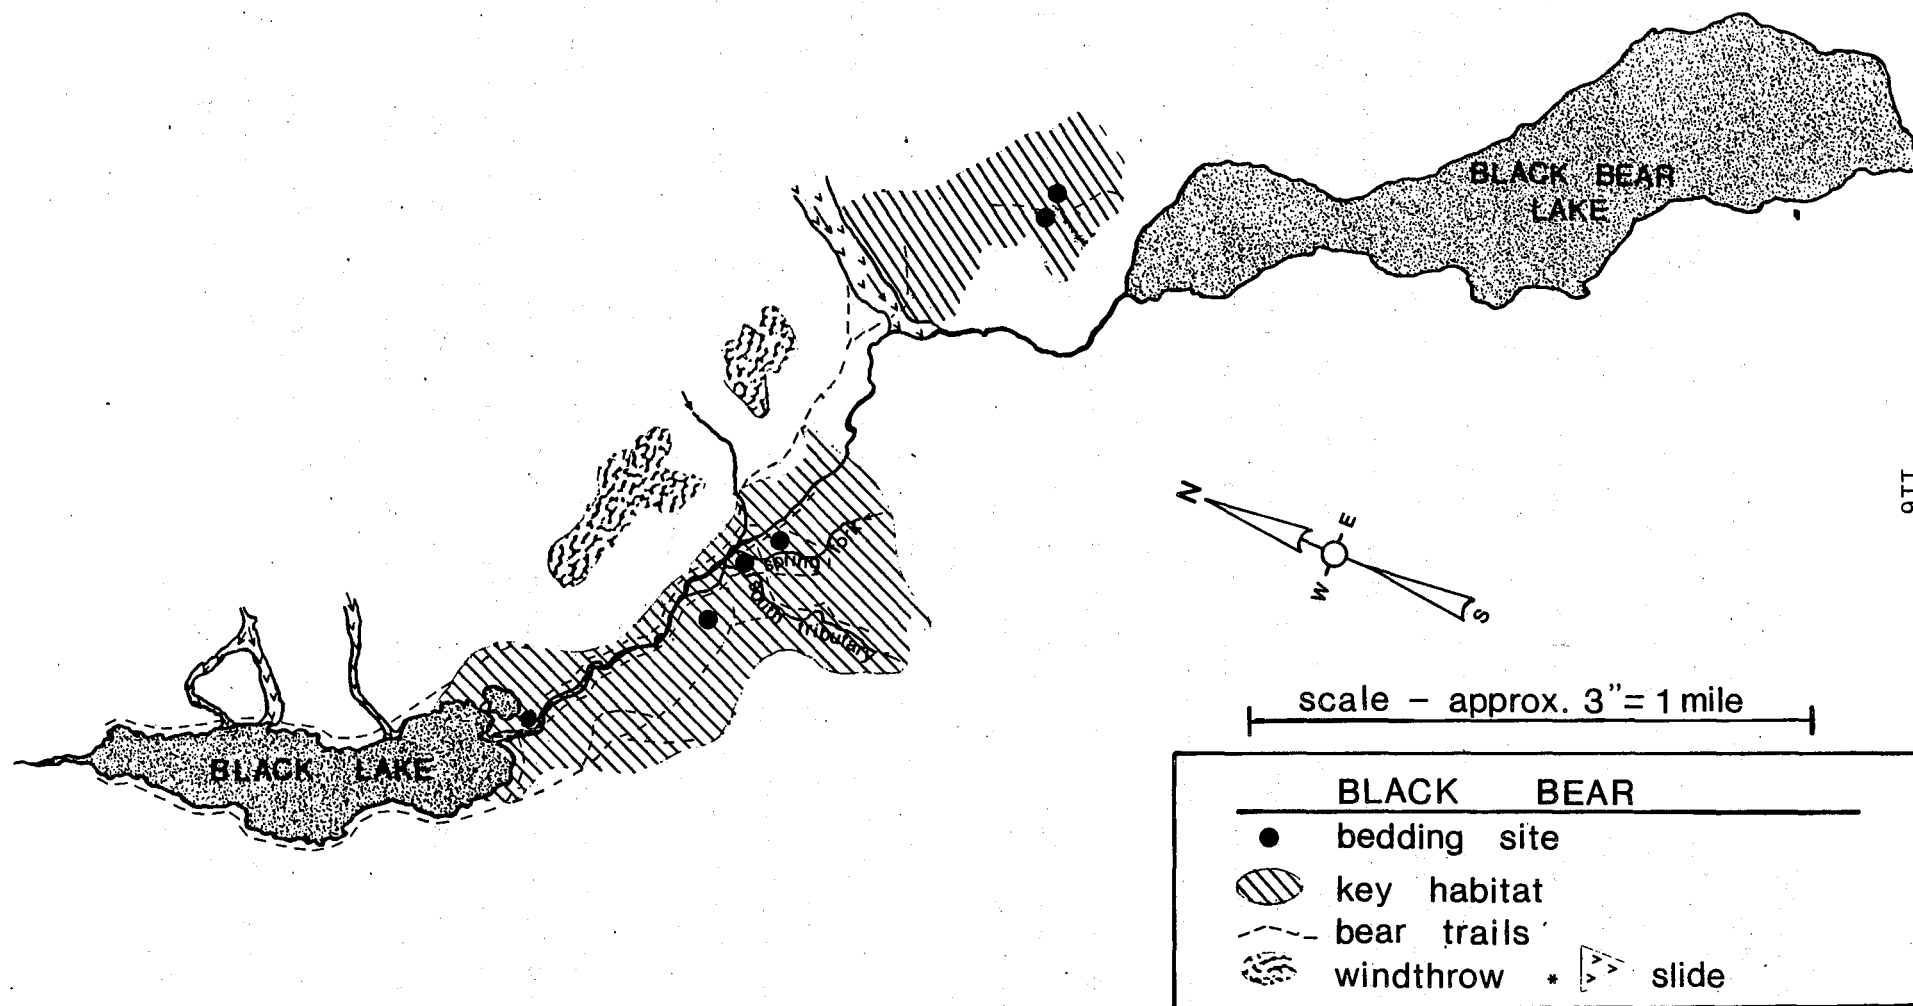 BLACK BEAR
LAKE
116
N
E
W
S
spring fork
south tributary
scale – approx. 3"= 1 mile
BLACK LAKE
BLACK BEAR
bedding site
key habitat
bear trails
windthrow * slide